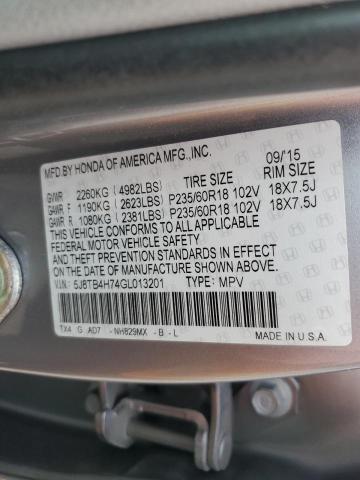 MFD.BY HONDA OF AMERICA MFG.,INC. 09/15
GVWR 2260KG (4982LBS) TIRE SIZE RIM SIZE
GAWR F 1190KG (2623LBS) P235/60R18 102V 18X7.5J
GAWR R 1080KG (2381LBS) P235/60R18 102V 18X7.5J
THIS VEHICLE CONFORMS TO ALL APPLICABLE
FEDERAL MOTOR VEHICLE SAFETY
AND THEFT PREVENTION STANDARDS IN EFFECT
ON THE DATE OF MANUFACTURE SHOWN ABOVE.
V.I.N.: 5J8TB4H74GL013201 TYPE: MPV
TX4 G AD7 - NH829MX - B - L MADE IN U.S.A.